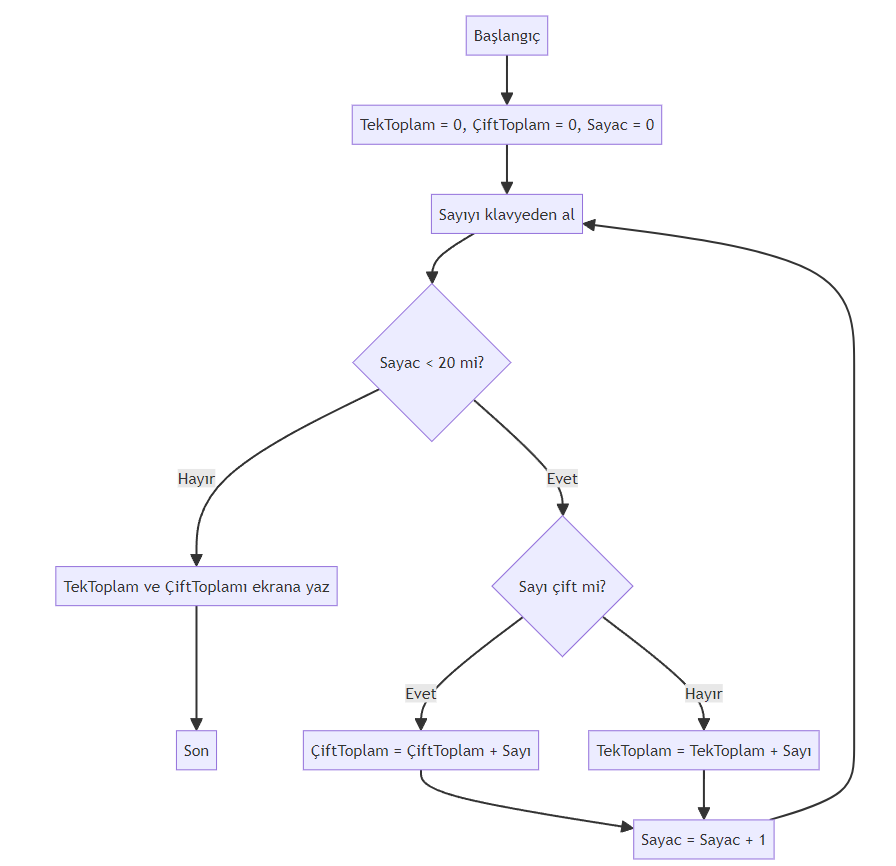 Başlangıç
TekToplam = 0, ÇiftToplam = 0, Sayac = 0
Sayıyı klavyeden al
Sayac < 20 mi?
Hayır
Evet
TekToplam ve ÇiftToplamı ekrana yaz
Sayı çift mi?
Evet
Hayır
Son
ÇiftToplam = ÇiftToplam + Sayı
TekToplam = TekToplam + Sayı
Sayac = Sayac + 1